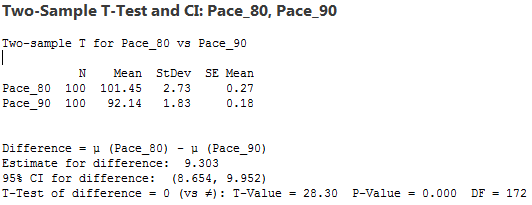 Two-Sample T-Test and CI: Pace_80, Pace_90
Two-sample T for Pace_80 vs Pace_90
N Mean StDev SE Mean
Pace_80 100 101.45 2.73 0.27
Pace_90 100 92.14 1.83 0.18
Difference = μ (Pace_80) - μ (Pace_90)
Estimate for difference: 9.303
95% CI for difference: (8.654, 9.952)
T-Test of difference = 0 (vs ≠): T-Value = 28.30 P-Value = 0.000 DF = 172